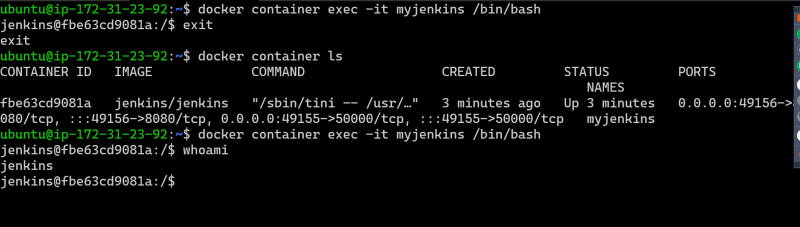 ubuntu@ip-172-31-23-92:~$ docker container exec -it myjenkins /bin/bash
jenkins@fbe63cd9081a:/$ exit
exit
ubuntu@ip-172-31-23-92:~$ docker container ls
CONTAINER ID   IMAGE             COMMAND                  CREATED         STATUS         PORTS
NAMES
fbe63cd9081a   jenkins/jenkins   "/sbin/tini -- /usr/…"   3 minutes ago   Up 3 minutes   0.0.0.0:49156->8
080/tcp, :::49156->8080/tcp, 0.0.0.0:49155->50000/tcp, :::49155->50000/tcp   myjenkins
ubuntu@ip-172-31-23-92:~$ docker container exec -it myjenkins /bin/bash
jenkins@fbe63cd9081a:/$ whoami
jenkins
jenkins@fbe63cd9081a:/$